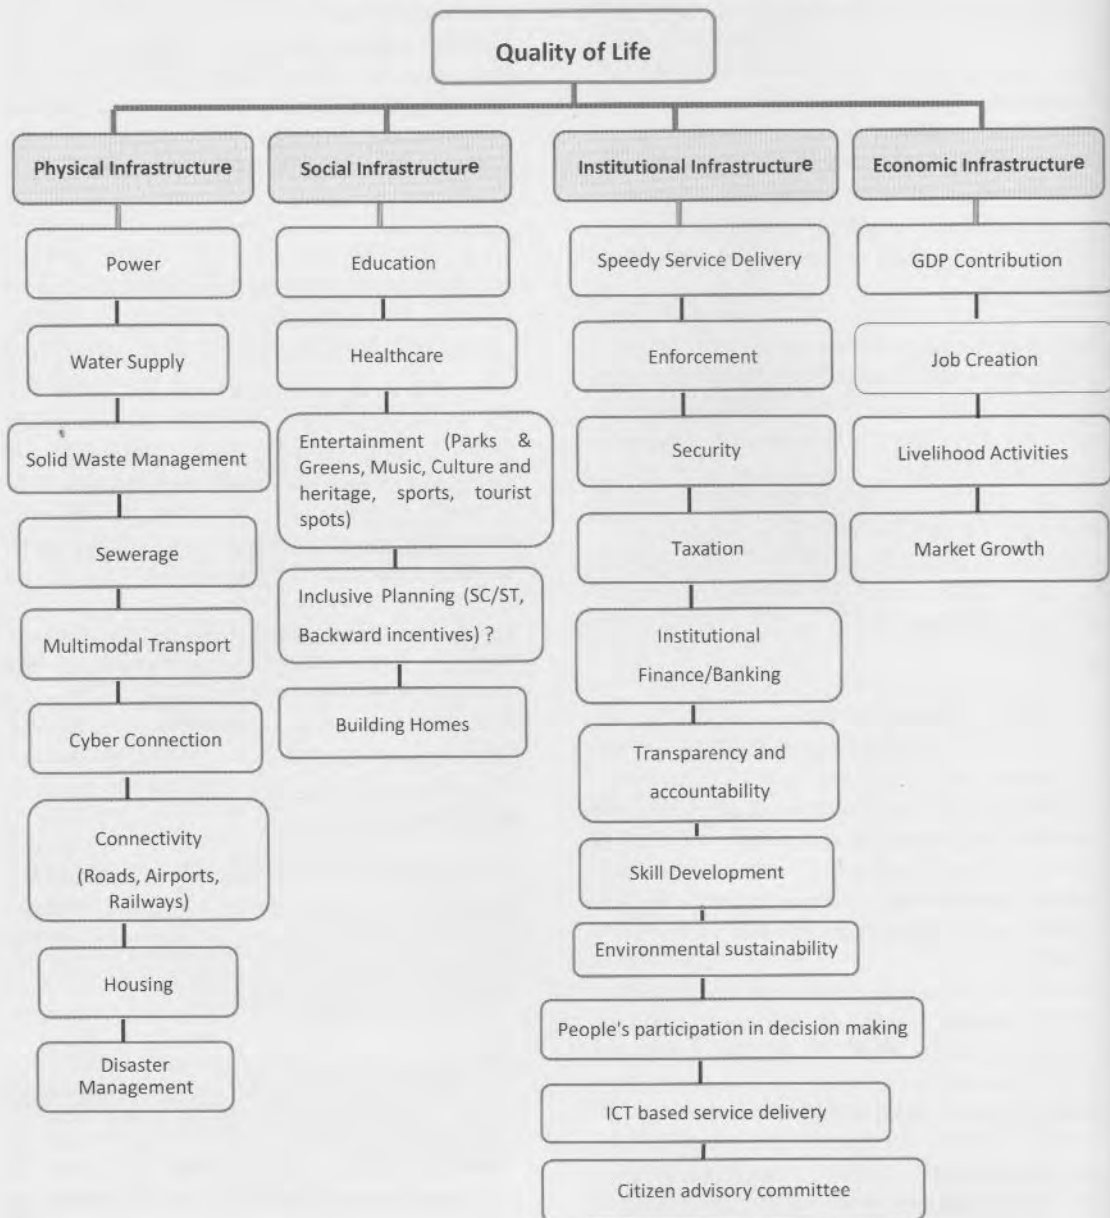 Quality of Life
Physical Infrastructure
Social Infrastructure
Institutional Infrastructure
Economic Infrastructure
Power
Water Supply
Solid Waste Management
Sewerage
Multimodal Transport
Cyber Connection
Connectivity
(Roads, Airports,
Railways)
Housing
Disaster
Management
Education
Healthcare
Entertainment (Parks &
Greens, Music, Culture and
heritage, sports, tourist
spots)
Inclusive Planning (SC/ST,
Backward incentives) ?
Building Homes
Speedy Service Delivery
Enforcement
Security
Taxation
Institutional
Finance/Banking
Transparency and
accountability
Skill Development
Environmental sustainability
People's participation in decision making
ICT based service delivery
Citizen advisory committee
GDP Contribution
Job Creation
Livelihood Activities
Market Growth